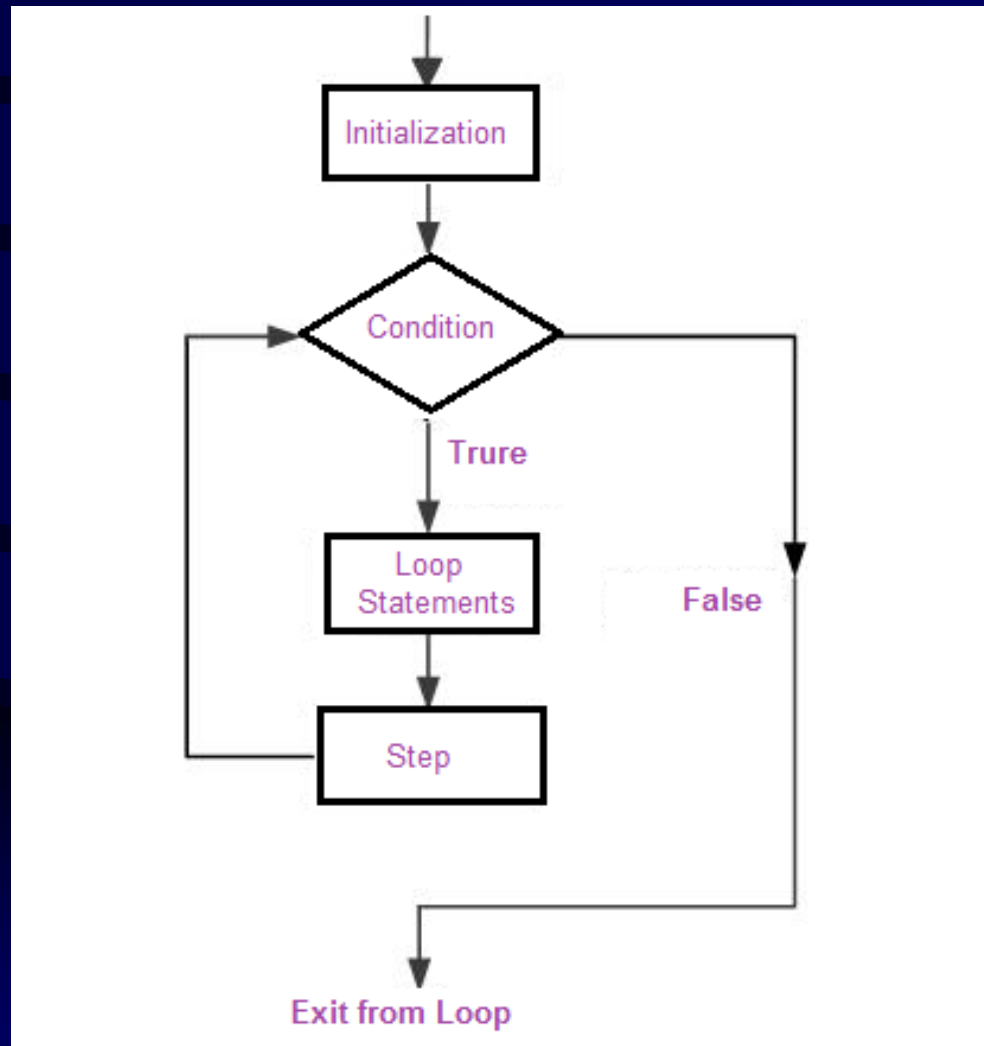 Initialization
Condition
Trure
Loop
Statements
False
Step
Exit from Loop